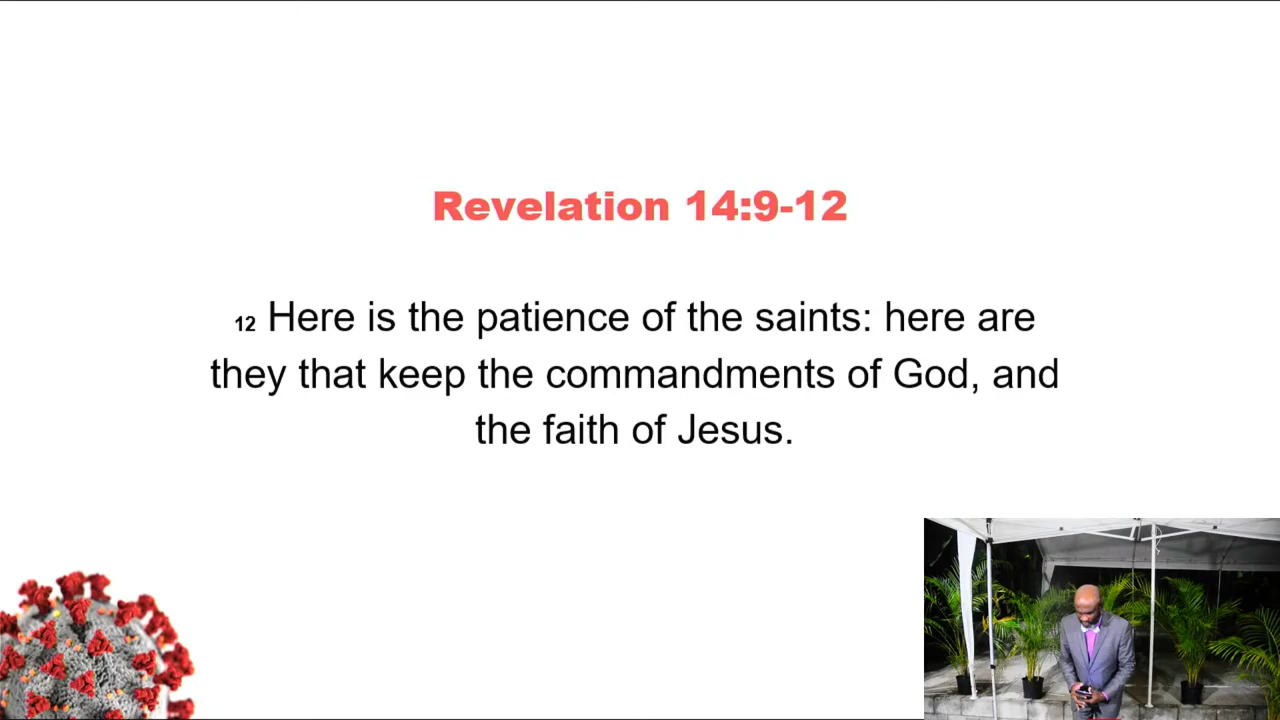 Revelation 14:9-12
12 Here is the patience of the saints: here are
they that keep the commandments of God, and
the faith of Jesus.